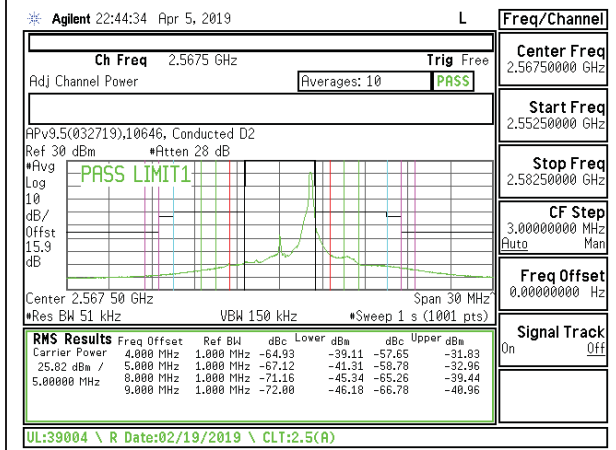 Agilent 22:44:34 Apr 5, 2019 L
Freq/Channel
Ch Freq 2.5675 GHz Trig Free
Adj Channel Power Averages: 10 PASS
APv9.5(032719),10646, Conducted D2
Ref 30 dBm #Atten 28 dB
#Avg
Log
10
dB/
Offst
15.9
dB
PASS LIMIT1
Center 2.567 50 GHz Span 30 MHz^
#Res BW 51 kHz VBW 150 kHz #Sweep 1 s (1001 pts)
RMS Results Freq Offset Ref BW dBc Lower dBm dBc Upper dBm
Carrier Power 4.000 MHz 1.000 MHz -64.93 -39.11 -57.65 -31.83
25.82 dBm / 5.000 MHz 1.000 MHz -67.12 -41.31 -58.78 -32.96
5.00000 MHz 8.000 MHz 1.000 MHz -71.16 -45.34 -65.26 -39.44
9.000 MHz 1.000 MHz -72.00 -46.18 -66.78 -40.96
UL:39004 \ R Date:02/19/2019 \ CLT:2.5(A)
Center Freq
2.56750000 GHz
Start Freq
2.55250000 GHz
Stop Freq
2.58250000 GHz
CF Step
3.00000000 MHz
Auto Man
Freq Offset
0.00000000 Hz
Signal Track
On Off